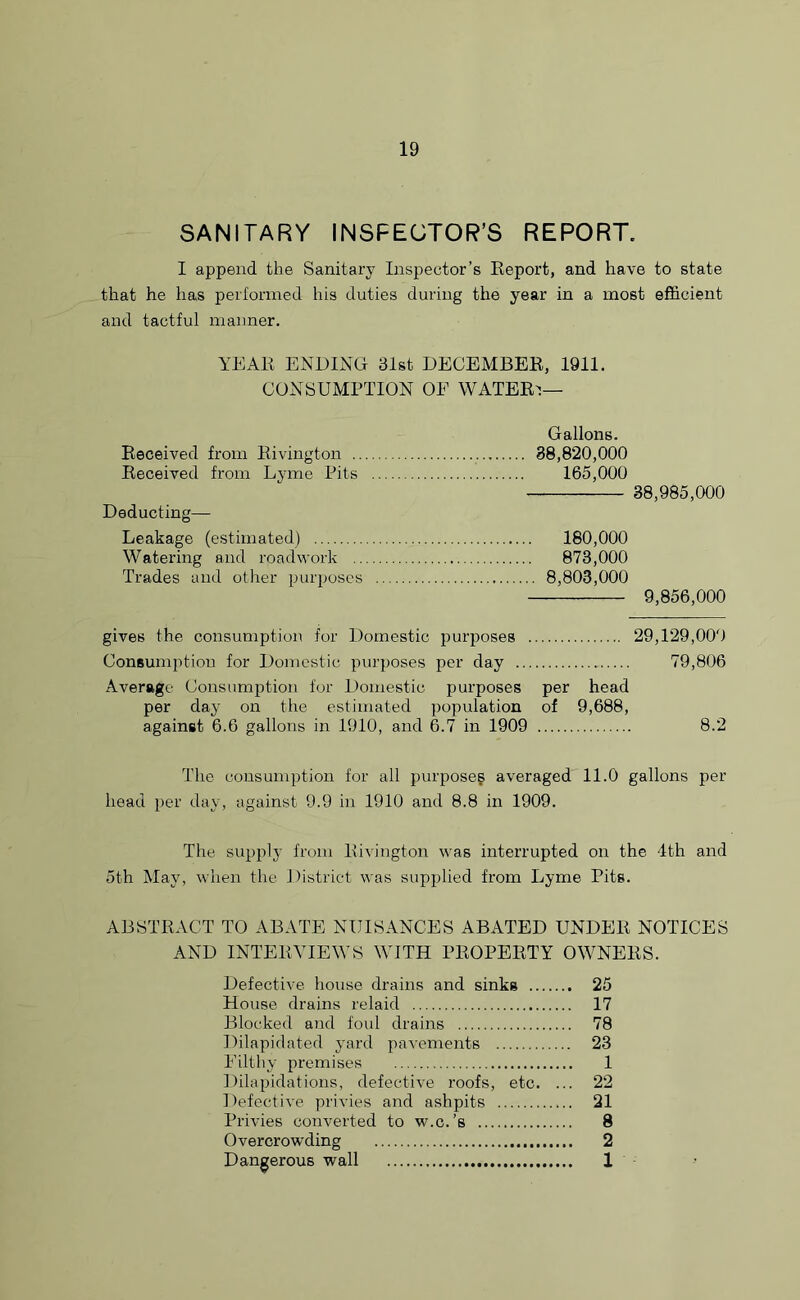 19
SANITARY INSPECTOR'S REPORT.
I append the Sanitary Inspector's Report, and have to state
that he has performed his duties during the year in a most efficient
and tactful manner.
YEAR ENDING 31st DECEMBER, 1911.
CONSUMPTION OF WATER:—
Gallons.
Received from Rivington .............................. 38,820,000
Received from Lyme Pits .............................. 165,000
38,985,000
Deducting—
Leakage (estimated) .............................. 180,000
Watering and roadwork .............................. 873,000
Trades and other purposes .............................. 8,803,000
9,856,000
gives the consumption for Domestic purposes ............... 29,129,000
Consumption for Domestic purposes per day .................. 79,806
Average Consumption for Domestic purposes per head
per day on the estimated population of 9,688,
against 6.6 gallons in 1910, and 6.7 in 1909 ............... 8.2
The consumption for all purposes averaged 11.0 gallons per
head per day, against 9.9 in 1910 and 8.8 in 1909.
The supply from Rivington was interrupted on the 4th and
5th May, when the District was supplied from Lyme Pits.
ABSTRACT TO ABATE NUISANCES ABATED UNDER NOTICES
AND INTERVIEWS WITH PROPERTY OWNERS.
Defective house drains and sinks ....... 25
House drains relaid ........................ 17
Blocked and foul drains .................. 78
Dilapidated yard pavements ............ 23
Filthy premises ........................... 1
Dilapidations, defective roofs, etc. ... 22
Defective privies and ashpits ............ 21
Privies converted to w.c.'s ............... 8
Overcrowding .............................. 2
Dangerous wall ........................... 1